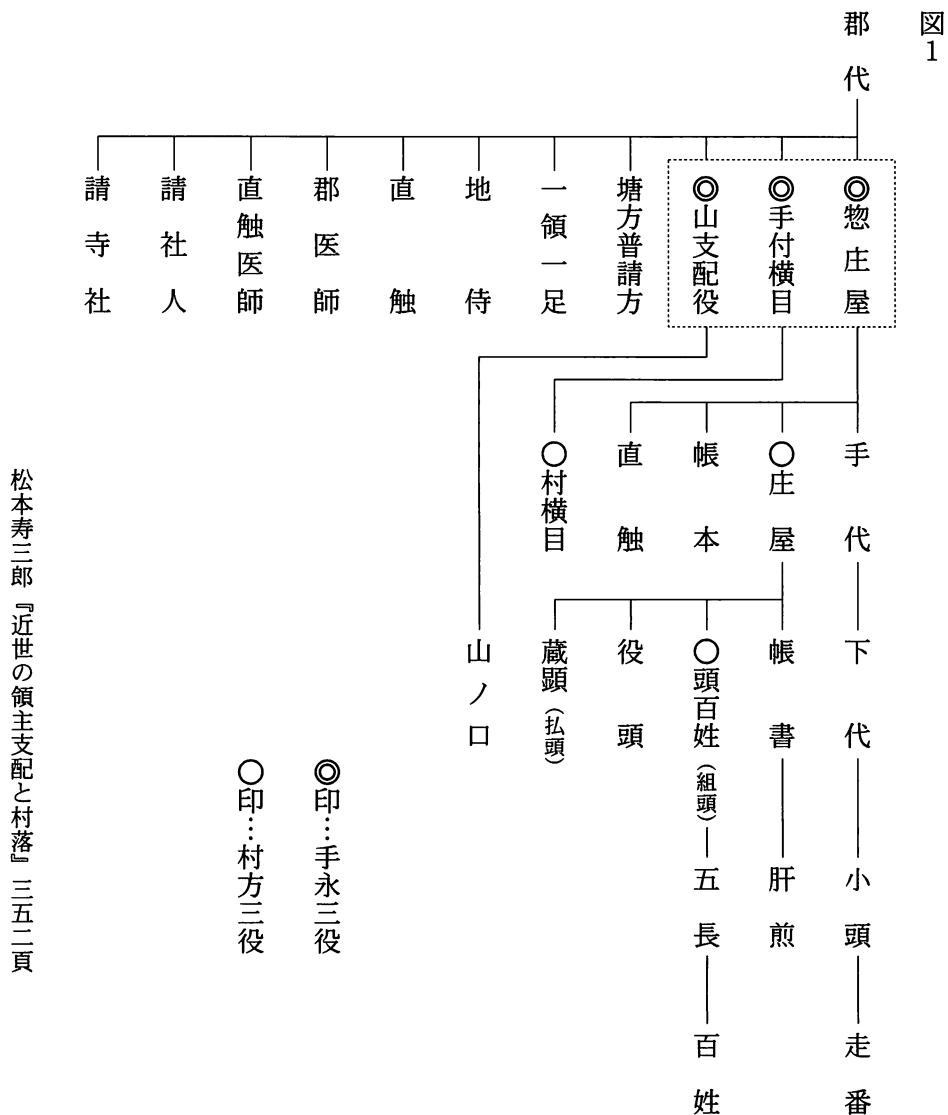 図1
郡代
◎惣庄屋
◎手付横目
◎山支配役
塘方普請方
一領一足
地侍
直触
郡医師
直触医師
請社人
請寺社
手代
○庄屋
帳本
直触
○村横目
下代
帳書
○頭百姓(組頭)
役頭
蔵顕(払頭)
山ノロ
小頭
肝煎
五長
走番
百姓
◎印…手永三役
○印…村方三役
松本寿三郎『近世の領主支配と村落』三五二頁